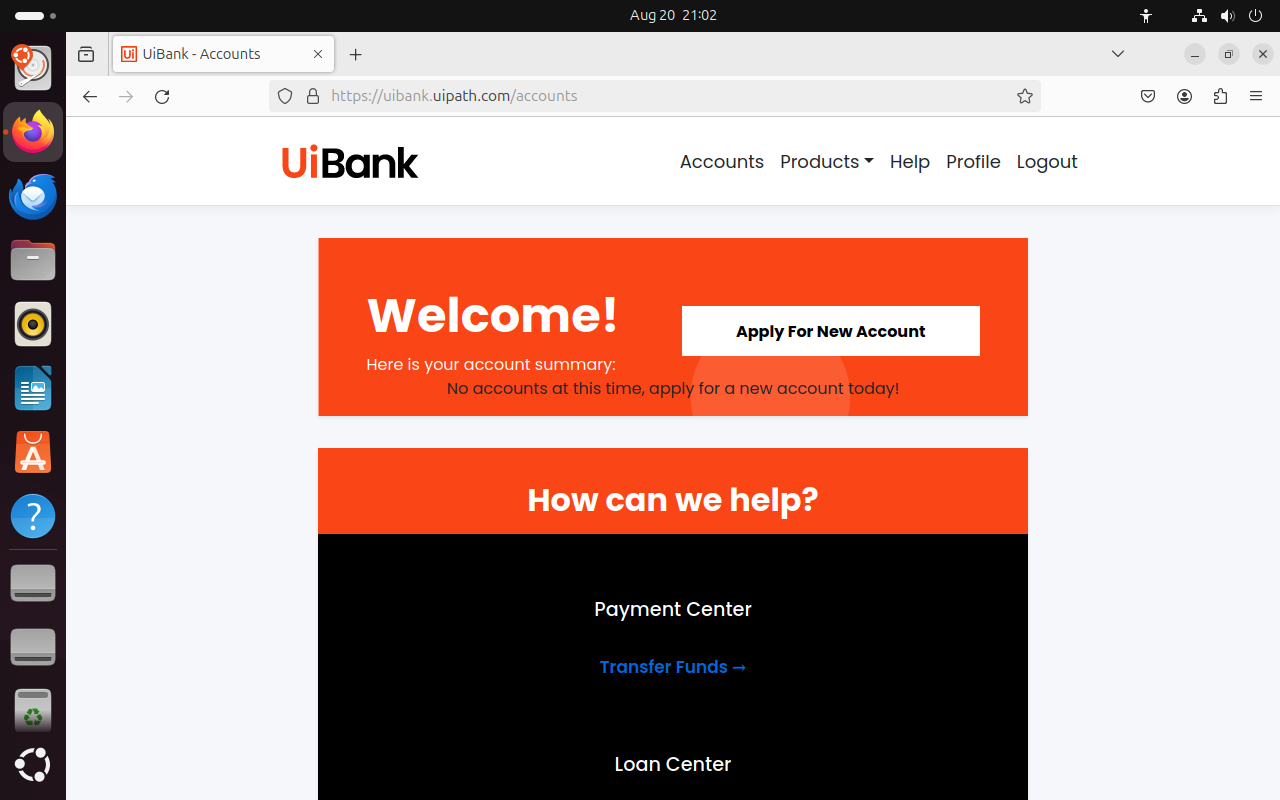 Aug 20 21:02
UiBank - Accounts
https://uibank.uipath.com/accounts
UiBank
Accounts Products Help Profile Logout
Welcome!
Apply For New Account
Here is your account summary:
No accounts at this time, apply for a new account today!
How can we help?
Payment Center
Transfer Funds →
Loan Center